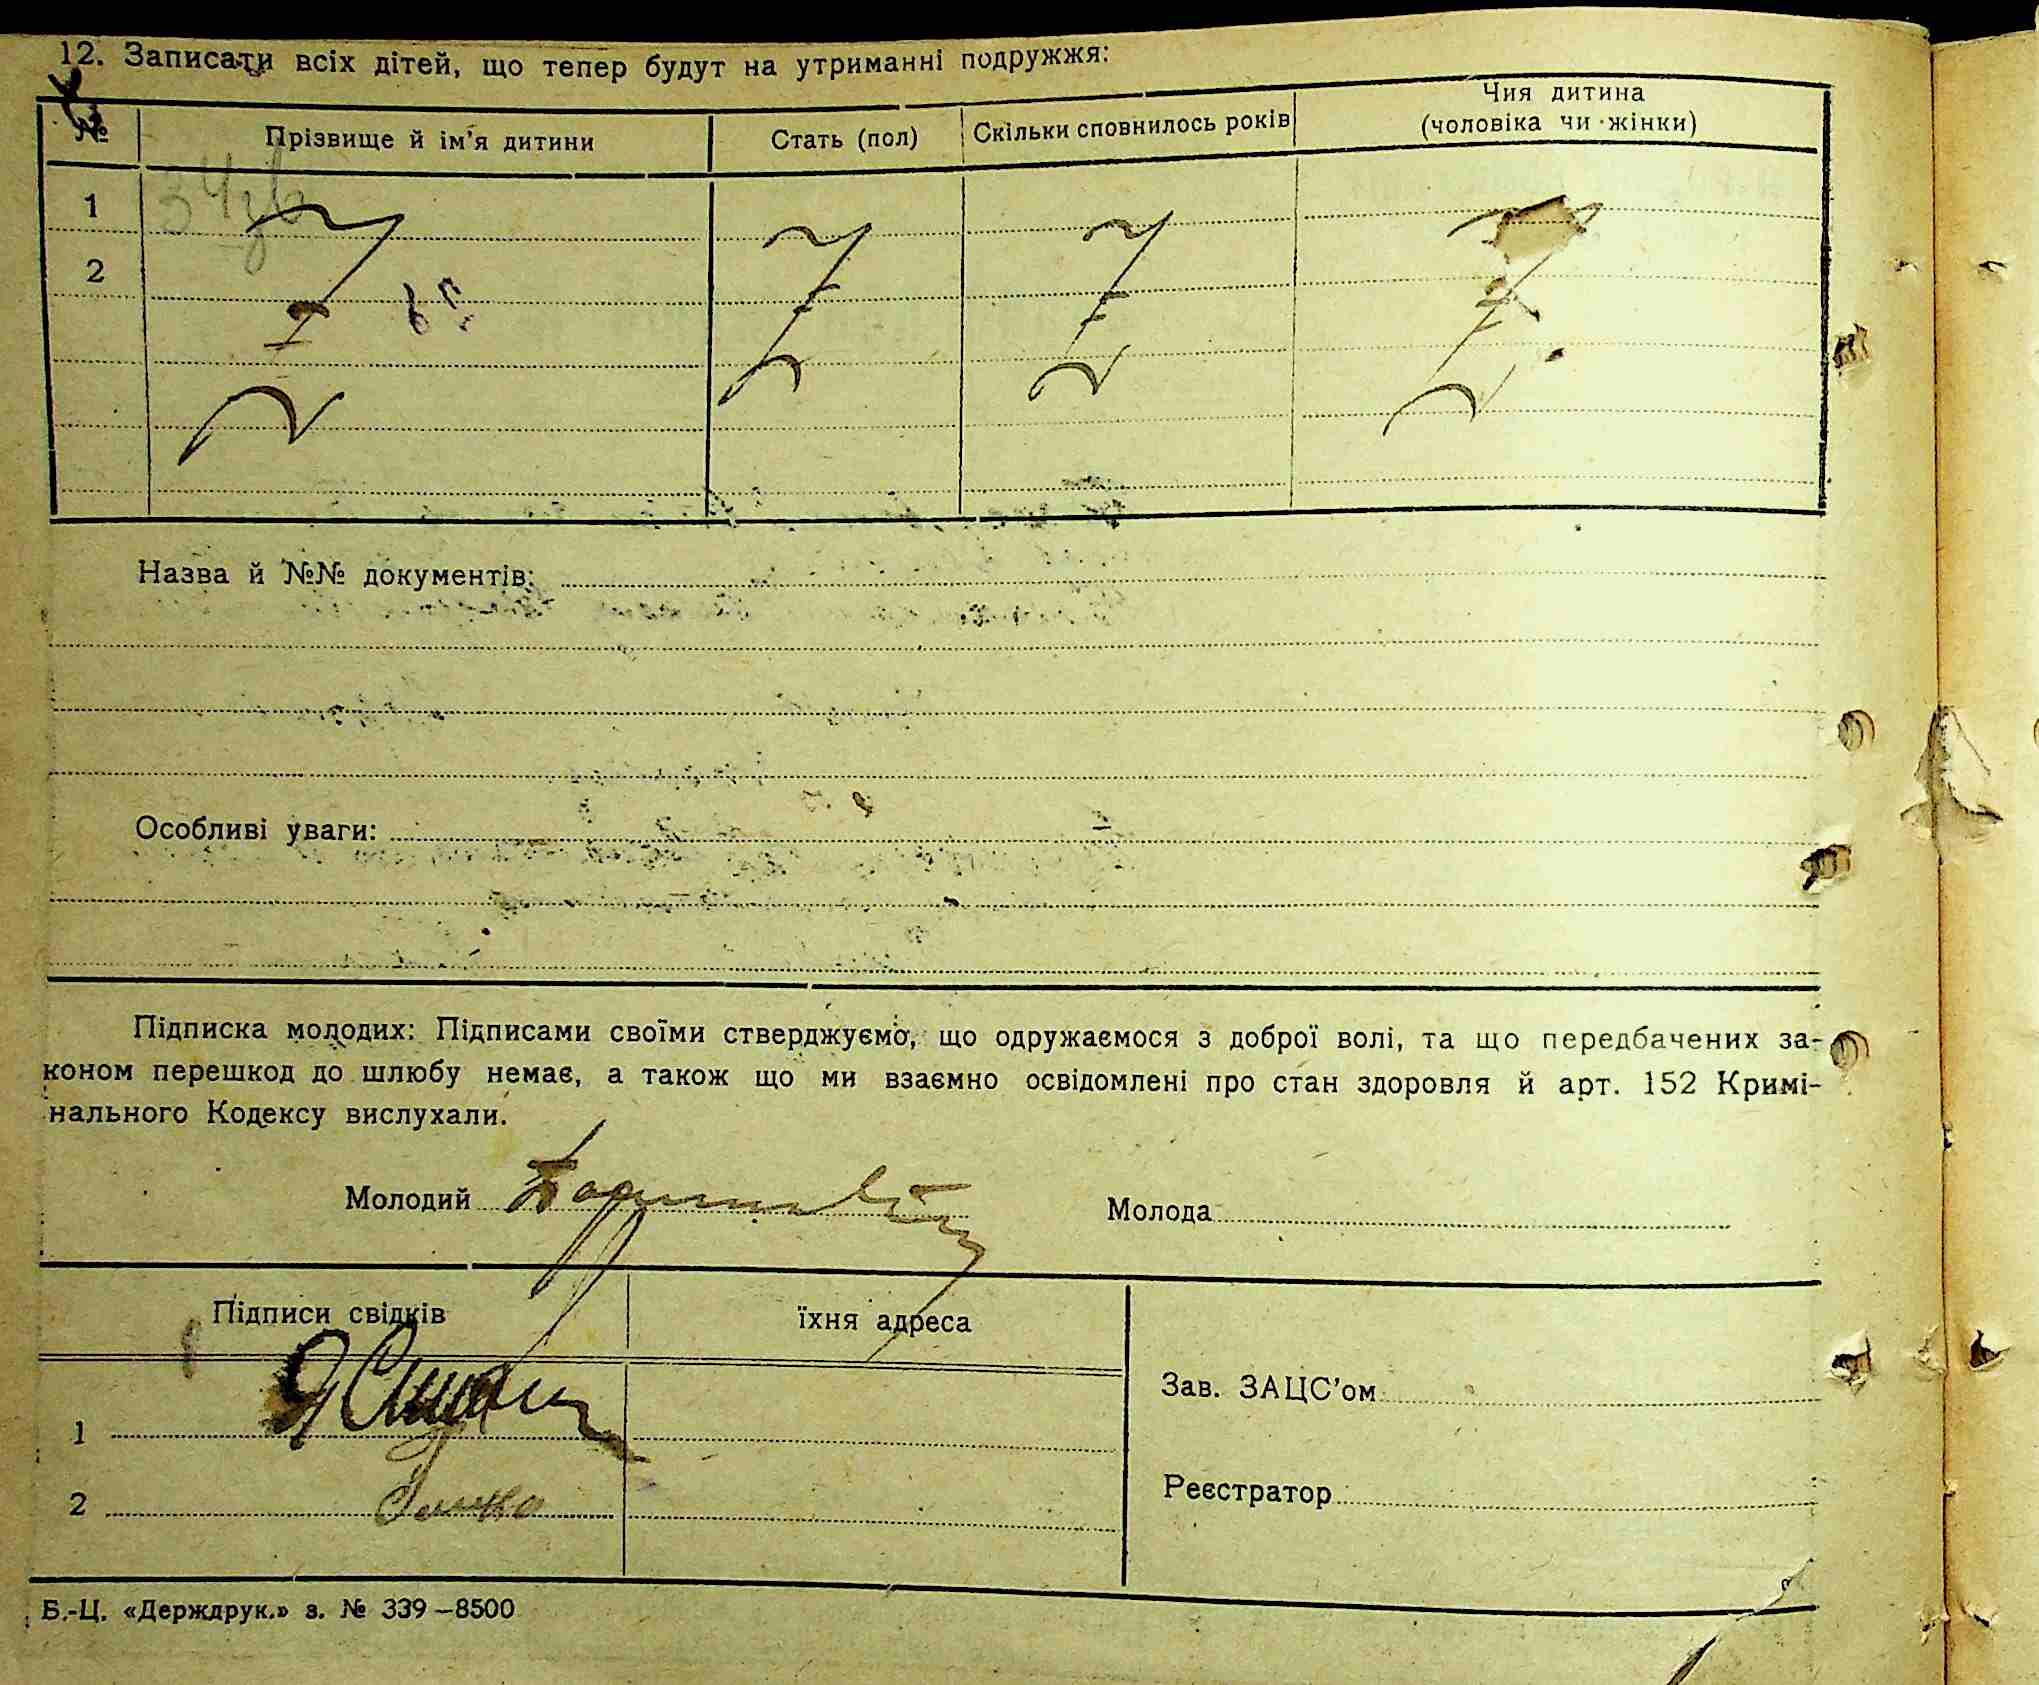 12. Записати всіх дітей, що тепер будут на утриманні подружжя:
№ Прізвище й ім'я дитини Стать (пол) Скільки сповнилось років Чия дитина
(чоловіка чи жінки)
1
2
Назва й №№ документів:
Особливі уваги:
Підписка молодих: Підписами своїми стверджуємо, що одружаємося з доброї волі, та що передбачених за-
коном перешкод до шлюбу немає, а також що ми взаємно освідомлені про стан здоровля й арт. 152 Кримі-
нального Кодексу вислухали.
Молодий Молода
Підписи свідків їхня адреса
Зав. ЗАЦС'ом
1
Реєстратор
2
Б.-Ц. «Держдрук.» з. № 339-8500